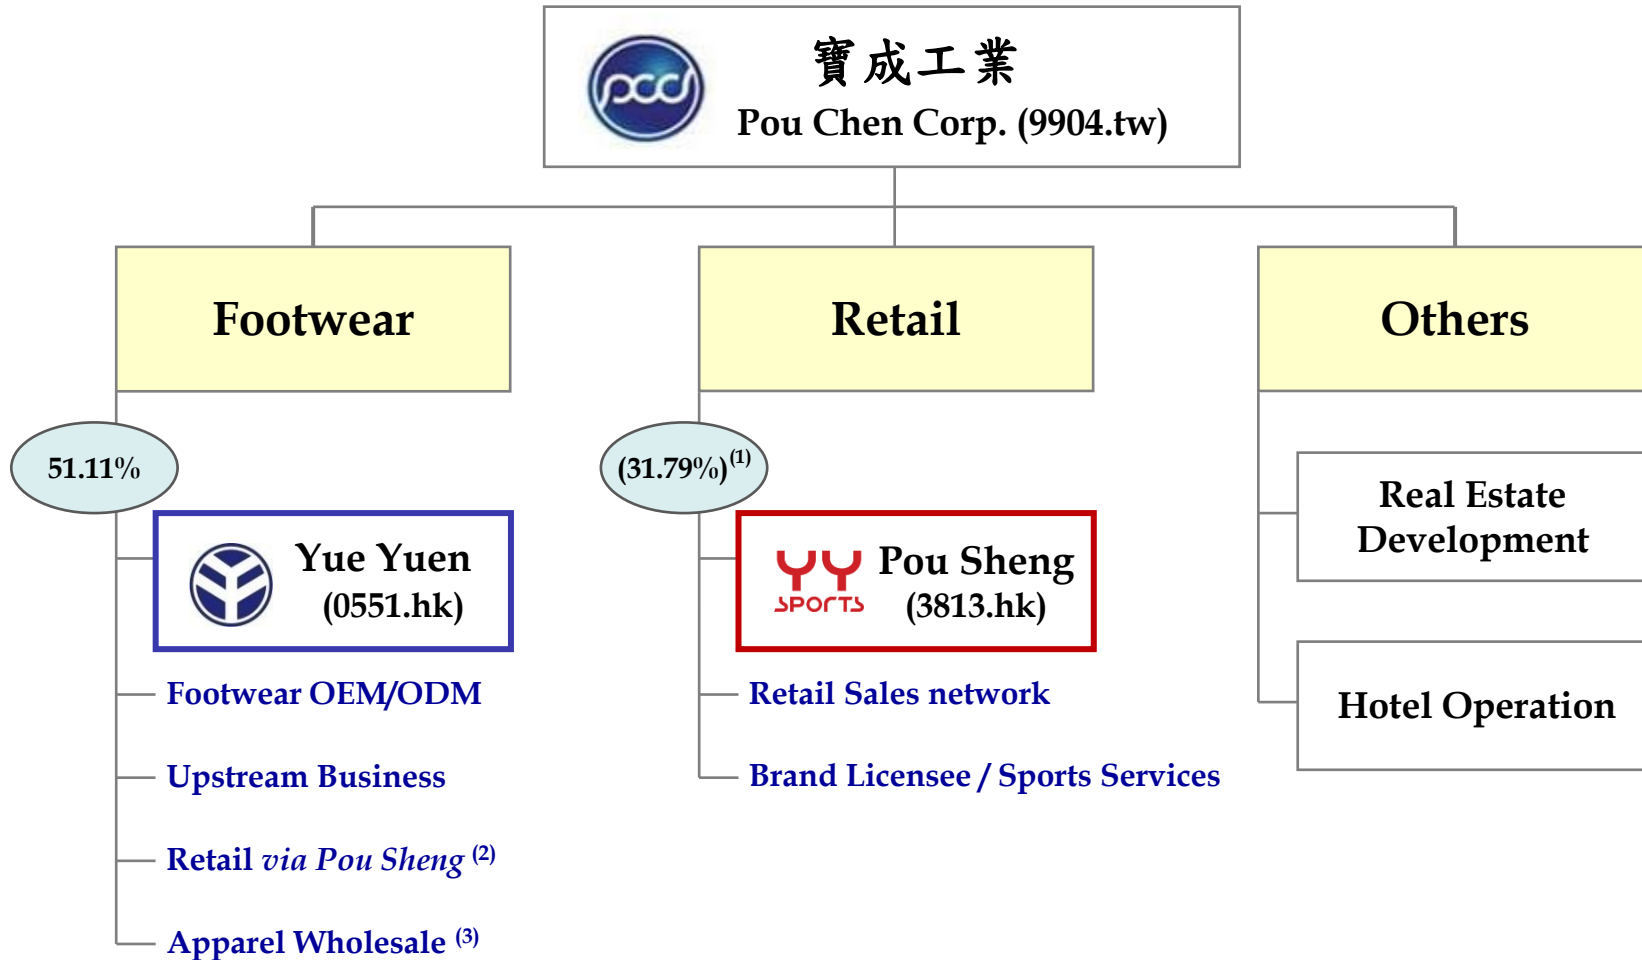 pcc
寶成工業
Pou Chen Corp. (9904.tw)
Footwear
Retail
Others
51.11%
(31.79%)(1)
Yue Yuen
(0551.hk)
YY
SPORTS
Pou Sheng
(3813.hk)
Real Estate
Development
Footwear OEM/ODM
Retail Sales network
Hotel Operation
Upstream Business
Brand Licensee / Sports Services
Retail via Pou Sheng (2)
Apparel Wholesale (3)